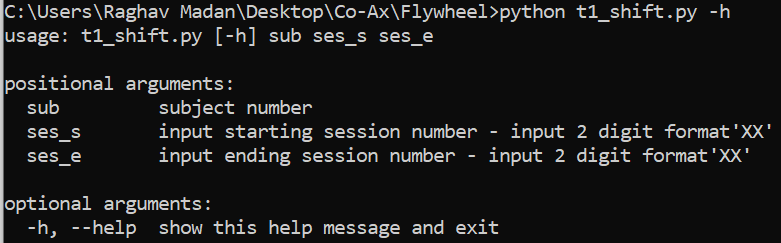 C:\Users\Raghav Madan\Desktop\Co-Ax\Flywheel>python t1_shift.py -h
usage: t1_shift.py [-h] sub ses_s ses_e
positional arguments:
  sub         subject number
  ses_s       input starting session number - input 2 digit format'XX'
  ses_e       input ending session number - input 2 digit format'XX'
optional arguments:
  -h, --help  show this help message and exit